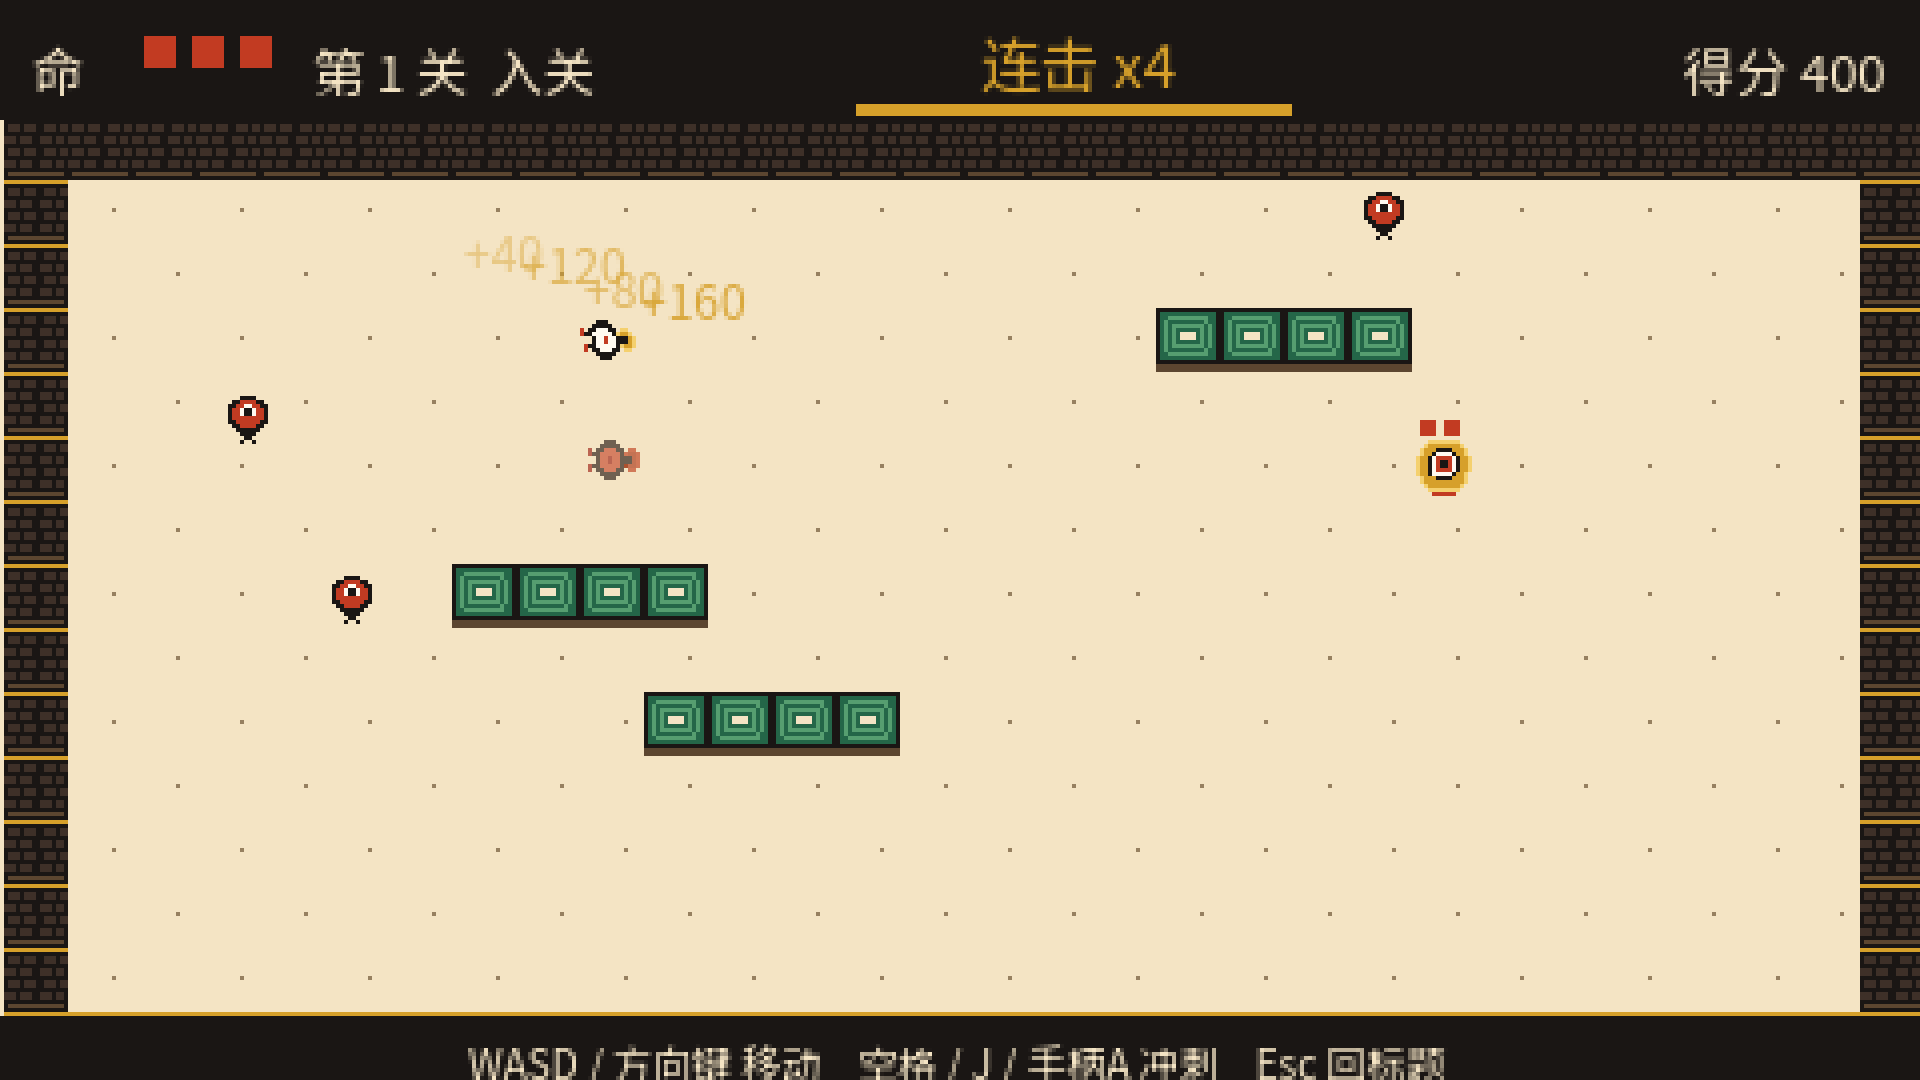 命 第 1 关 入关 连击 x4 得分 400
+40 +120
+80 +160
WASD / 方向键 移动 空格 / J / 手柄A 冲刺 Esc 回标题